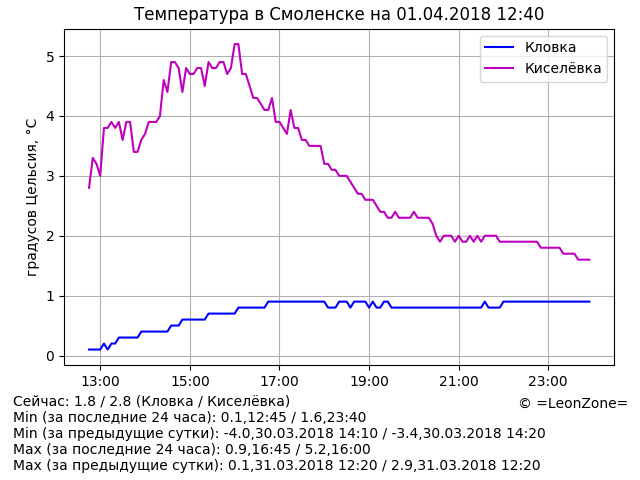 Температура в Смоленске на 01.04.2018 12:40
градусов Цельсия, °C
5
4
3
2
1
0
Кловка
Киселёвка
13:00 15:00 17:00 19:00 21:00 23:00
Сейчас: 1.8 / 2.8 (Кловка / Киселёвка)
© =LeonZone=
Min (за последние 24 часа): 0.1,12:45 / 1.6,23:40
Min (за предыдущие сутки): -4.0,30.03.2018 14:10 / -3.4,30.03.2018 14:20
Max (за последние 24 часа): 0.9,16:45 / 5.2,16:00
Max (за предыдущие сутки): 0.1,31.03.2018 12:20 / 2.9,31.03.2018 12:20